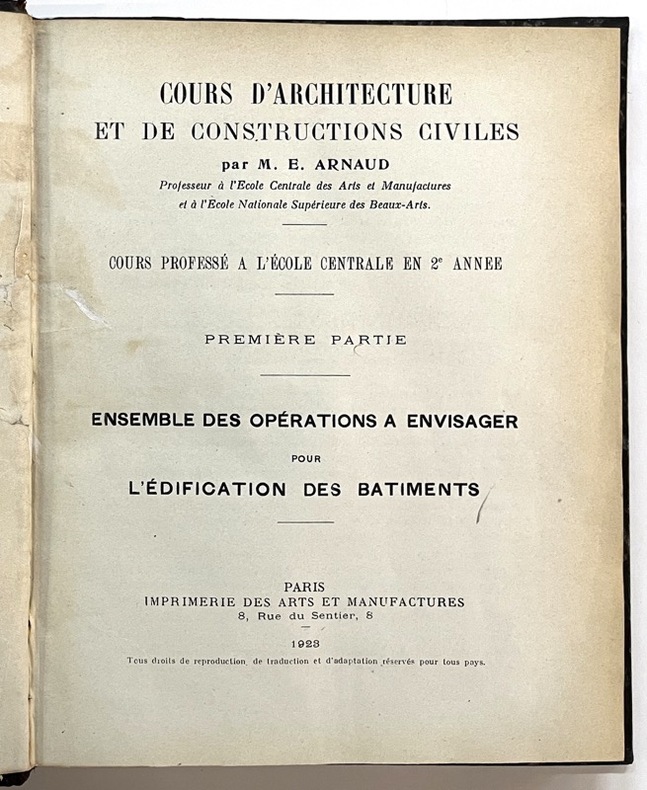 COURS D'ARCHITECTURE
ET DE CONSTRUCTIONS CIVILES
par M. E. ARNAUD
Professeur à l'Ecole Centrale des Arts et Manufactures
et à l'École Nationale Supérieure des Beaux-Arts.
COURS PROFESSÉ A L'ÉCOLE CENTRALE EN 2e ANNEE
PREMIÈRE PARTIE
ENSEMBLE DES OPÉRATIONS A ENVISAGER
POUR
L'ÉDIFICATION DES BATIMENTS
PARIS
IMPRIMERIE DES ARTS ET MANUFACTURES
8, Rue du Sentier, 8
1923
Tous droits de reproduction, de traduction et d'adaptation réservés pour tous pays.